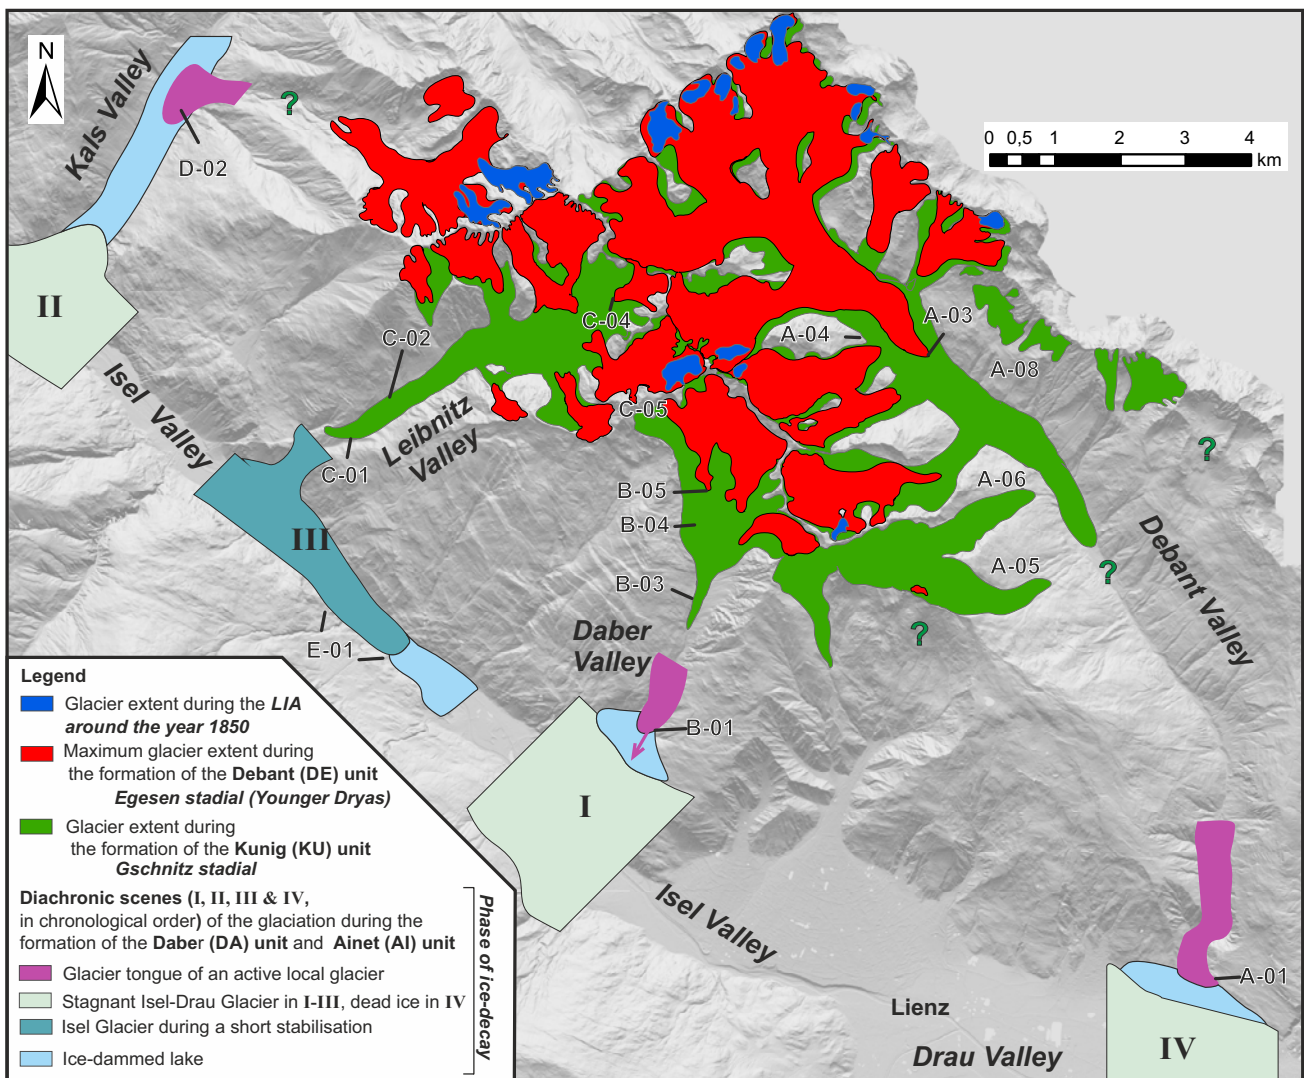 N
Kals Valley
D-02
?
0 0,5 1 2 3 4
km
II
C-02
C-04
A-04
A-03
A-08
Isel Valley
C-05
Leibnitz
Valley
C-01
B-05
A-06
?
III
B-04
Debant Valley
B-03
A-05
?
E-01
Daber
Valley
?
B-01
I
Isel Valley
Lienz
Drau Valley
A-01
IV
Legend
Glacier extent during the LIA
around the year 1850
Maximum glacier extent during
the formation of the Debant (DE) unit
Egesen stadial (Younger Dryas)
Glacier extent during
the formation of the Kunig (KU) unit
Gschnitz stadial
Diachronic scenes (I, II, III & IV,
in chronological order) of the glaciation during the
formation of the Daber (DA) unit and Ainet (AI) unit
Glacier tongue of an active local glacier
Stagnant Isel-Drau Glacier in I-III, dead ice in IV
Isel Glacier during a short stabilisation
Ice-dammed lake
Phase of ice-decay